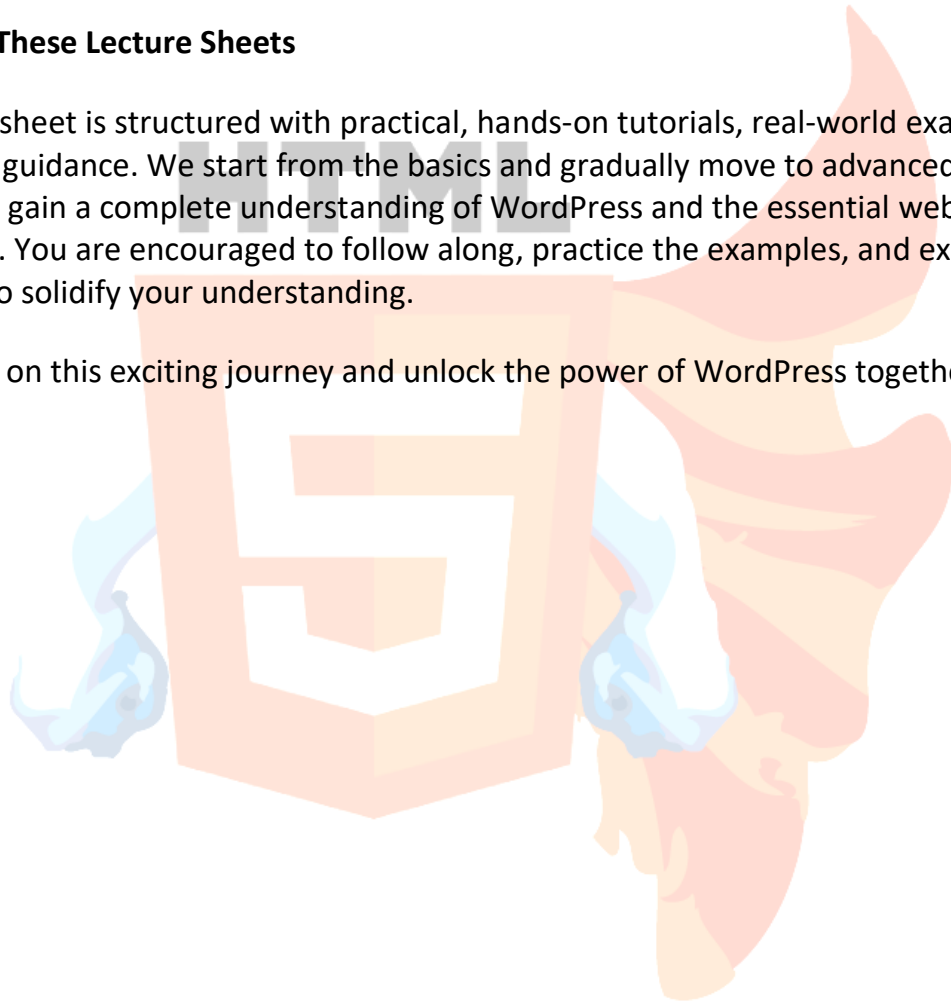 These Lecture Sheets
sheet is structured with practical, hands-on tutorials, real-world exa
guidance. We start from the basics and gradually move to advanced
HTML
gain a complete understanding of WordPress and the essential web
. You are encouraged to follow along, practice the examples, and ex
o solidify your understanding.
on this exciting journey and unlock the power of WordPress togethe
5